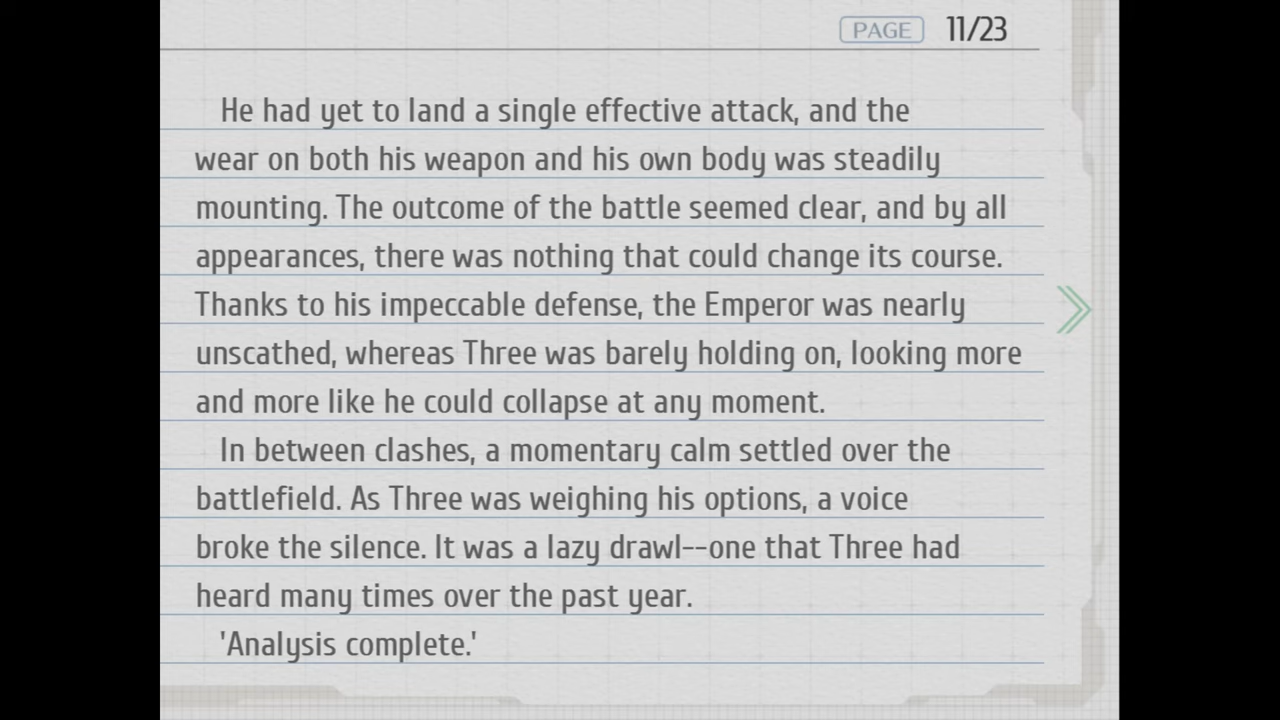 PAGE 11/23
He had yet to land a single effective attack, and the
wear on both his weapon and his own body was steadily
mounting. The outcome of the battle seemed clear, and by all
appearances, there was nothing that could change its course.
Thanks to his impeccable defense, the Emperor was nearly
unscathed, whereas Three was barely holding on, looking more
and more like he could collapse at any moment.
In between clashes, a momentary calm settled over the
battlefield. As Three was weighing his options, a voice
broke the silence. It was a lazy drawl--one that Three had
heard many times over the past year.
'Analysis complete.'